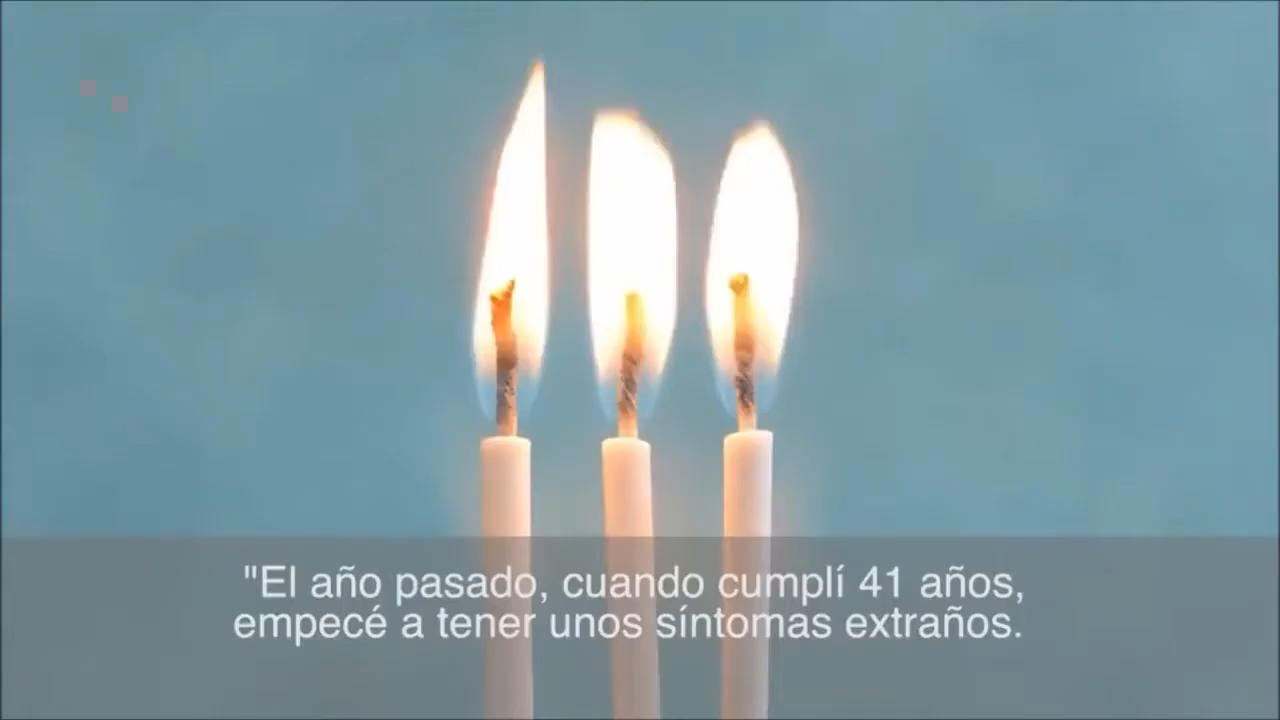 "El año pasado, cuando cumplí 41 años,
empecé a tener unos síntomas extraños.